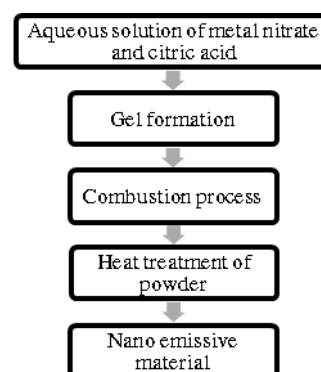 Aqueous solution of metal nitrate
and citric acid
Gel formation
Combustion process
Heat treatment of
powder
Nano emissive
material